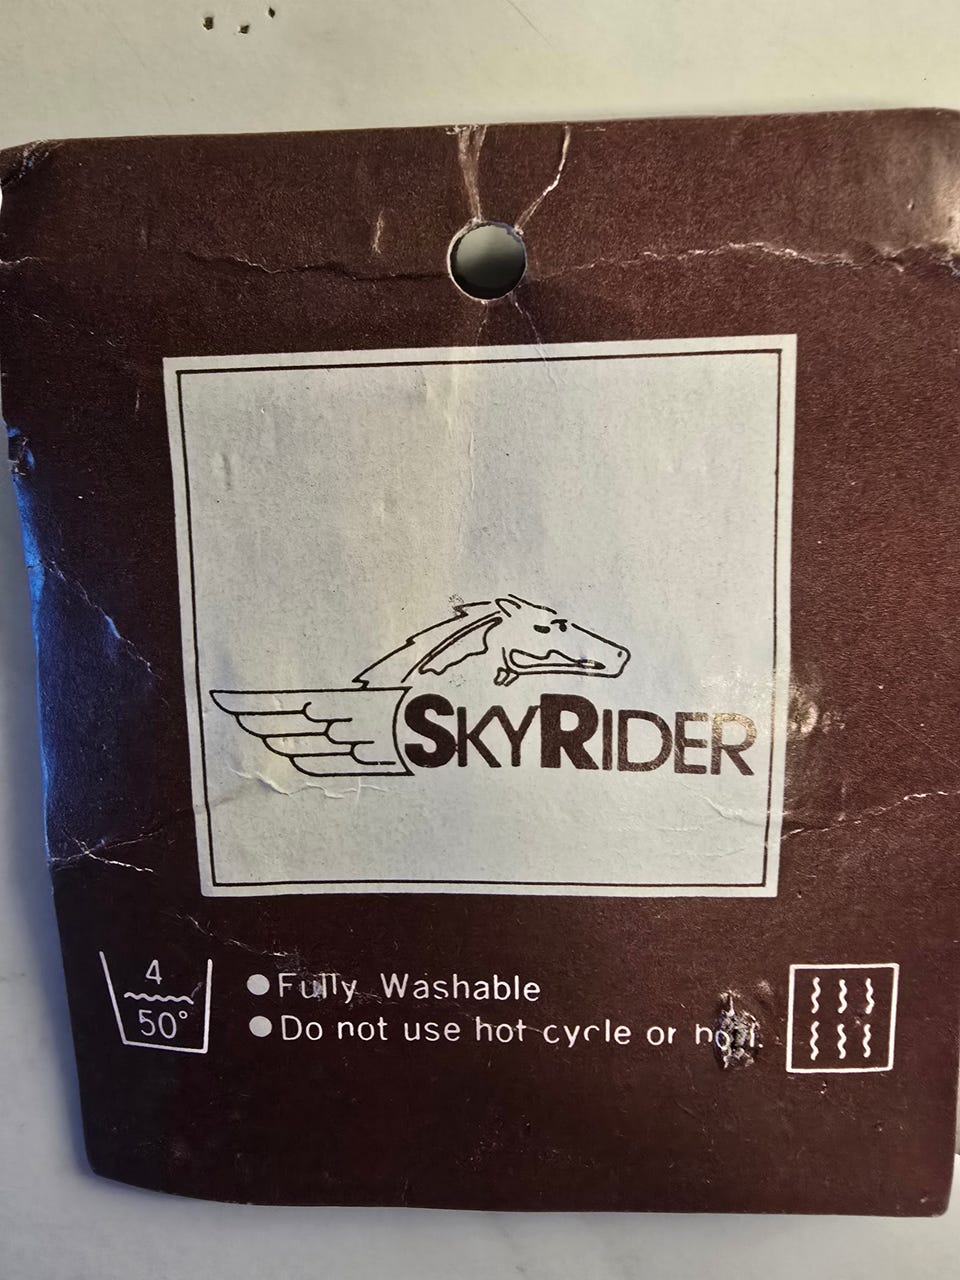 SKYRIDER
4
50°
● Fully Washable
● Do not use hot cycle or